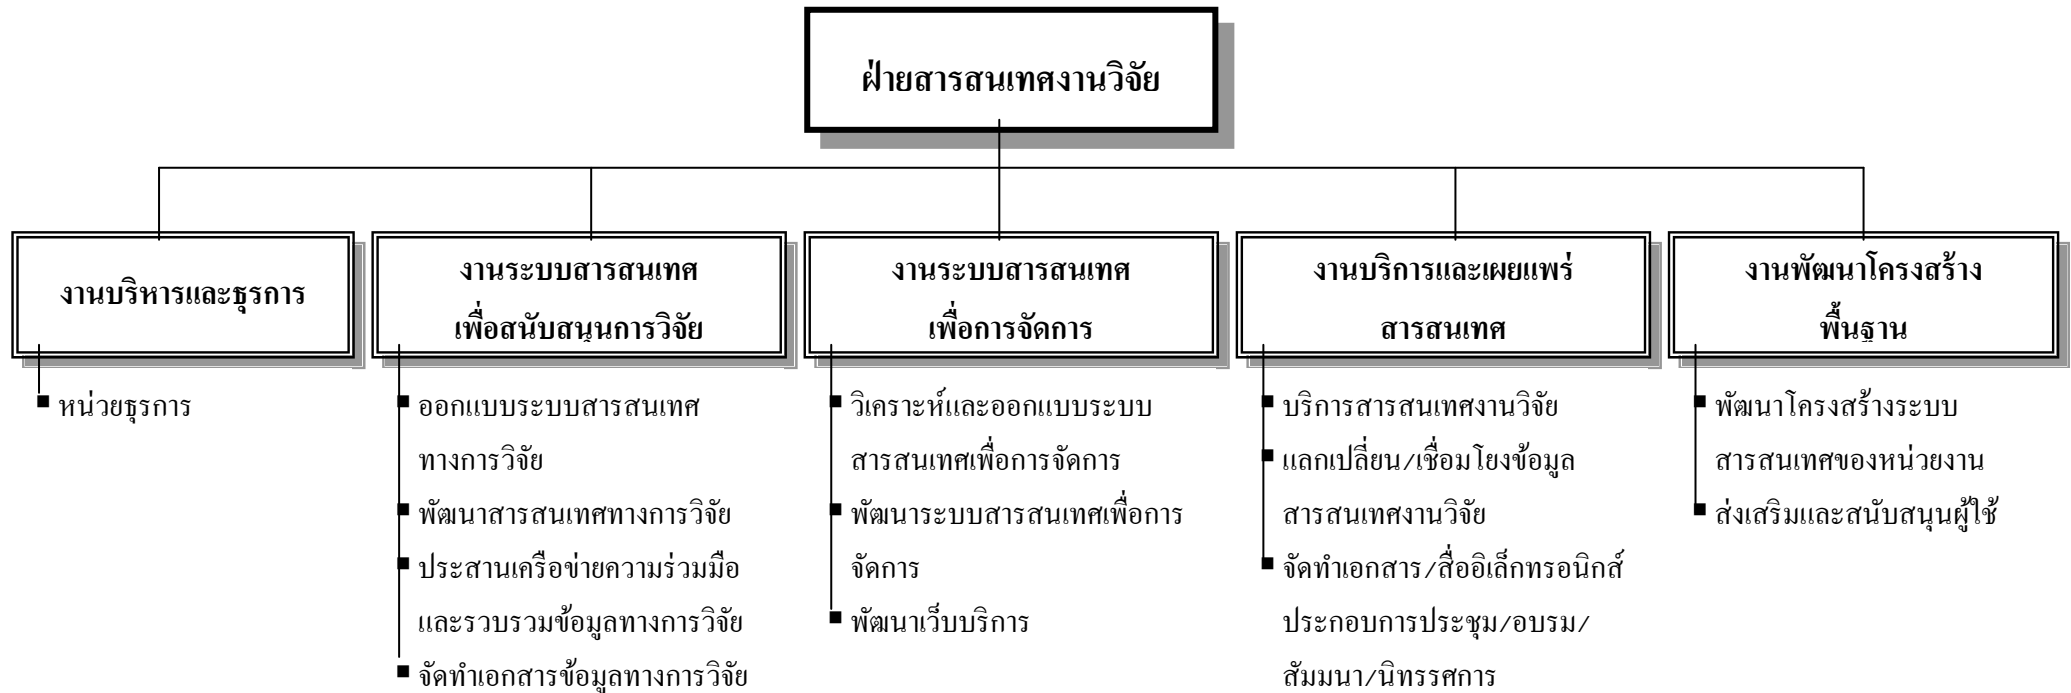 ฝ่ายสารสนเทศงานวิจัย
งานบริหารและธุรการ
■ หน่วยธุรการ
งานระบบสารสนเทศ
เพื่อสนับสนุนการวิจัย
■ ออกแบบระบบสารสนเทศ
ทางการวิจัย
■ พัฒนาสารสนเทศทางการวิจัย
■ ประสานเครือข่ายความร่วมมือ
และรวบรวมข้อมูลทางการวิจัย
■ จัดทำเอกสารข้อมูลทางการวิจัย
งานระบบสารสนเทศ
เพื่อการจัดการ
■ วิเคราะห์และออกแบบระบบ
สารสนเทศเพื่อการจัดการ
■ พัฒนาระบบสารสนเทศเพื่อการ
จัดการ
■ พัฒนาเว็บบริการ
งานบริการและเผยแพร่
สารสนเทศ
■ บริการสารสนเทศงานวิจัย
■ แลกเปลี่ยน/เชื่อมโยงข้อมูล
สารสนเทศงานวิจัย
■ จัดทำเอกสาร/สื่ออิเล็กทรอนิกส์
ประกอบการประชุม/อบรม/
สัมมนา/นิทรรศการ
งานพัฒนาโครงสร้าง
พื้นฐาน
■ พัฒนาโครงสร้างระบบ
สารสนเทศของหน่วยงาน
■ ส่งเสริมและสนับสนุนผู้ใช้